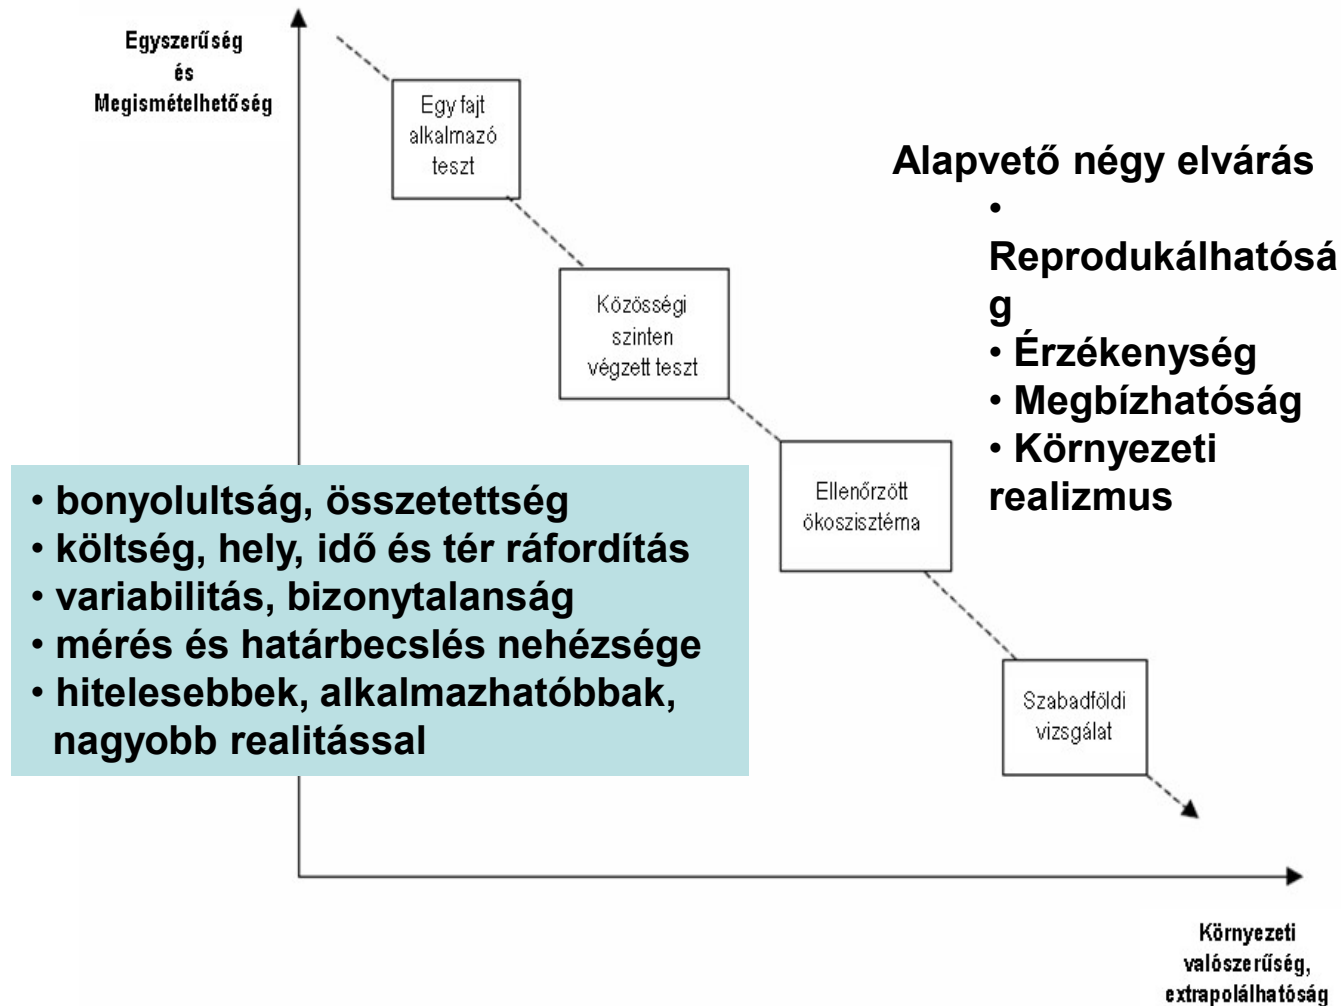 Egyszerűség
és
Megismételhetőség
Egy fajt
alkalmazó
teszt
Alapvető négy elvárás
•
Reprodukálhatósá
g
• Érzékenység
• Megbízhatóság
• Környezeti
realizmus
Közösségi
szinten
végzett teszt
Ellenőrzött
ökoszisztéma
• bonyolultság, összetettség
• költség, hely, idő és tér ráfordítás
• variabilitás, bizonytalanság
• mérés és határbecslés nehézsége
• hitelesebbek, alkalmazhatóbbak,
nagyobb realitással
Szabadföldi
vizsgálat
Környezeti
valószerűség,
extrapolálhatóság